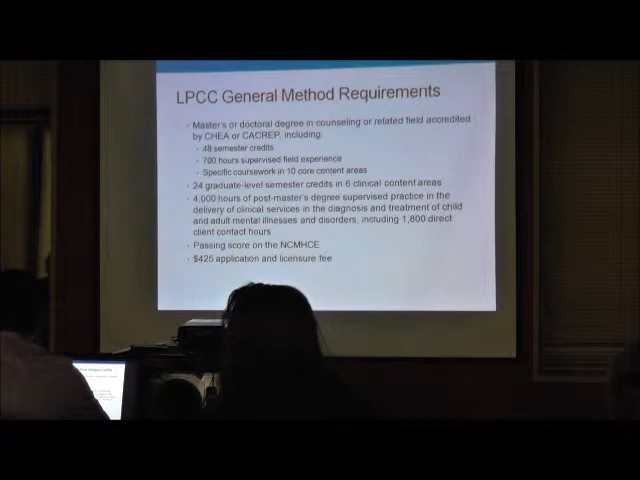 LPCC General Method Requirements
Master's or doctoral degree in counseling or related field accredited
by CHEA or CACREP, including:
48 semester credits
700 hours supervised field experience
Specific coursework in 10 core content areas
24 graduate-level semester credits in 6 clinical content areas
4,000 hours of post-master's degree supervised practice in the
delivery of clinical services in the diagnosis and treatment of child
and adult mental illnesses and disorders, including 1,800 direct
client contact hours
Passing score on the NCMHCE
$425 application and licensure fee